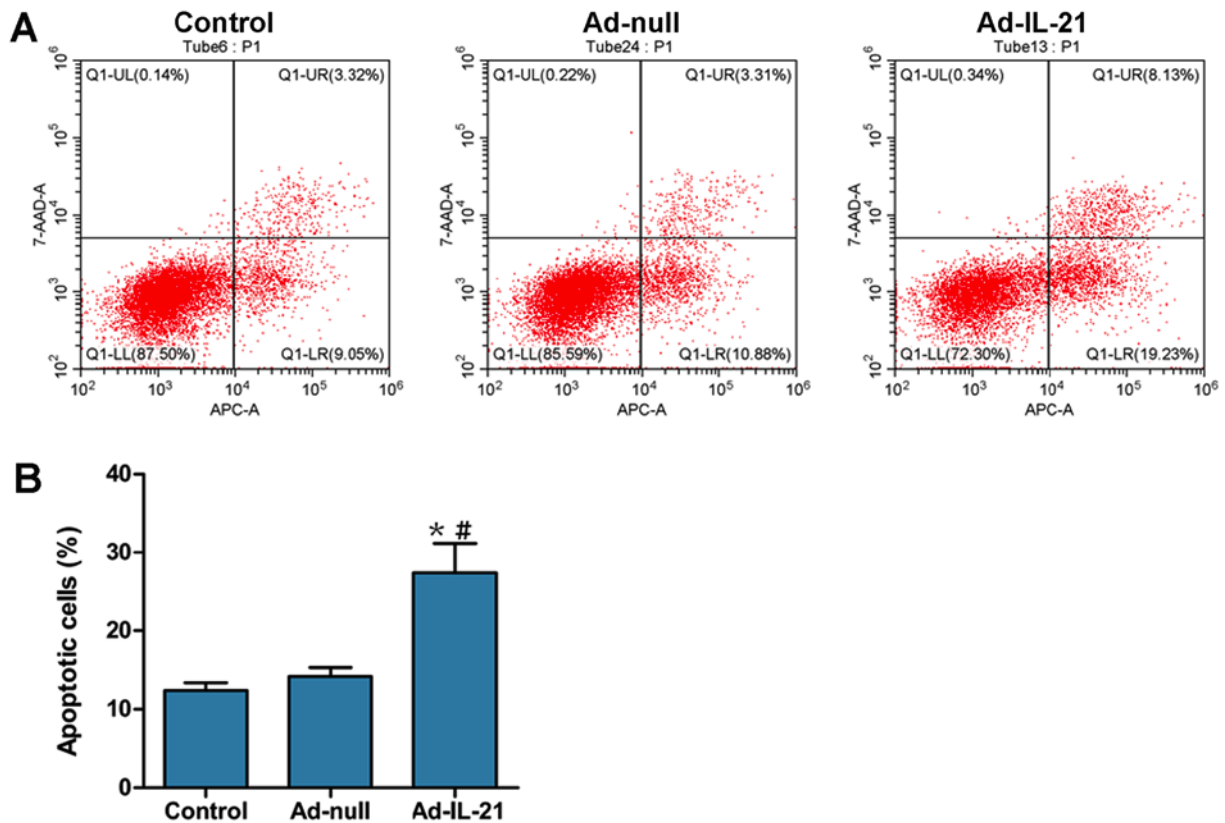 A
Control
Ad-null
Ad-IL-21
Tube6 : P1
Tube24 : P1
Tube13 : P1
10^6
Q1-UL(0.14%)
Q1-UR(3.32%)
10^5
7-AAD-A
10^4
10^3
Q1-LL(87.50%)
Q1-LR(9.05%)
10^2
10^2 10^3 10^4 10^5 10^6
APC-A
10^6
Q1-UL(0.22%)
Q1-UR(3.31%)
10^5
7-AAD-A
10^4
10^3
Q1-LL(85.59%)
Q1-LR(10.88%)
10^2
10^2 10^3 10^4 10^5 10^6
APC-A
10^6
Q1-UL(0.34%)
Q1-UR(8.13%)
10^5
7-AAD-A
10^4
10^3
Q1-LL(72.30%)
Q1-LR(19.23%)
10^2
10^2 10^3 10^4 10^5 10^6
APC-A
B
Apoptotic cells (%)
40
30
20
10
0
* #
Control Ad-null Ad-IL-21